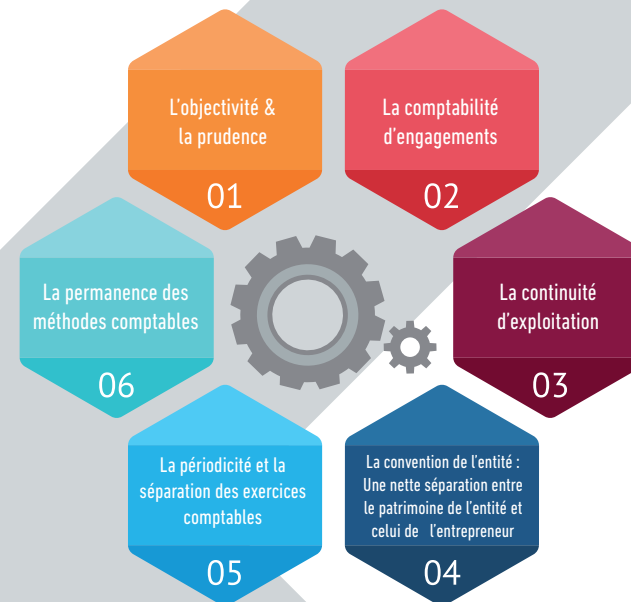 L'objectivité &
la prudence
01
La comptabilité
d'engagements
02
La continuité
d'exploitation
03
La convention de l'entité :
Une nette séparation entre
le patrimoine de l'entité et
celui de l'entrepreneur
04
La périodicité et la
séparation des exercices
comptables
05
La permanence des
méthodes comptables
06